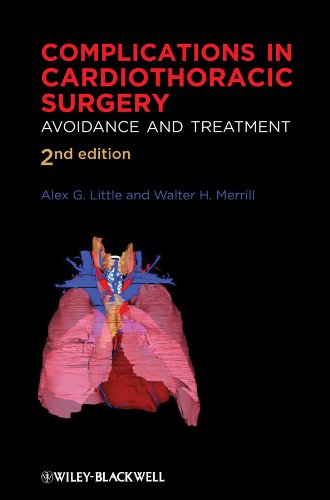 COMPLICATIONS IN
CARDIOTHORACIC
SURGERY
AVOIDANCE AND TREATMENT
2nd edition
Alex G. Little and Walter H. Merrill
WILEY-BLACKWELL